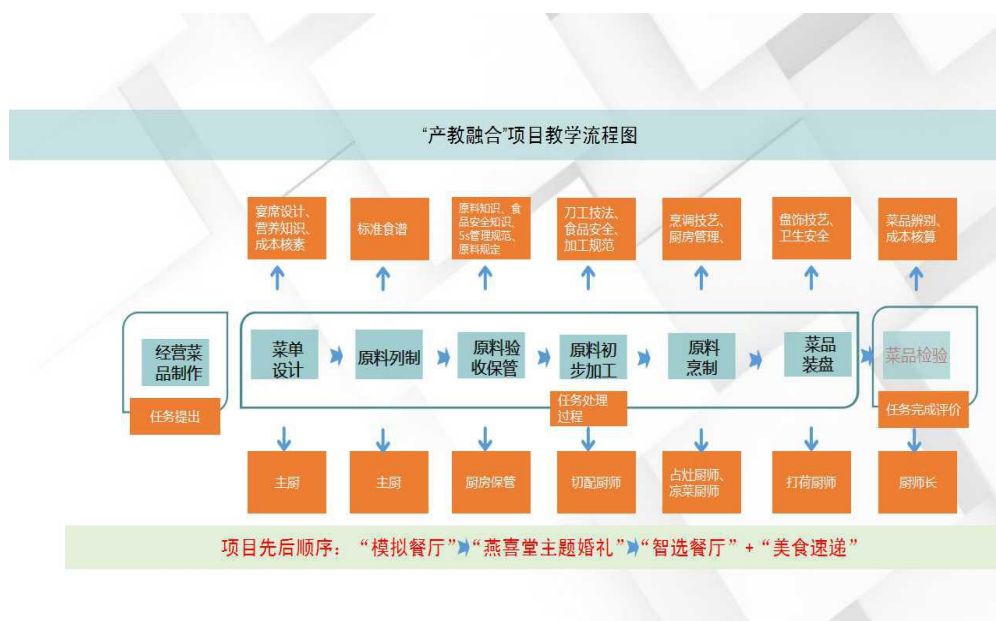 “产教融合”项目教学流程图
宴席设计、
营养知识、
成本核素
标准食谱
原料知识、食
品安全知识、
5s管理规范、
原料规定
刀工技法、
食品安全、
加工规范
烹调技艺、
厨房管理、
盘饰技艺、
卫生安全
菜品辨别、
成本核算
经营菜
品制作
任务提出
菜单
设计
原料列制
原料验
收保管
原料初
步加工
原料
烹制
菜品
装盘
菜品检验
任务处理
过程
任务完成评价
主厨
主厨
厨房保管
切配厨师
占灶厨师、
凉菜厨师
打荷厨师
厨师长
项目先后顺序：“模拟餐厅”“燕喜堂主题婚礼”“智选餐厅”+“美食速递”